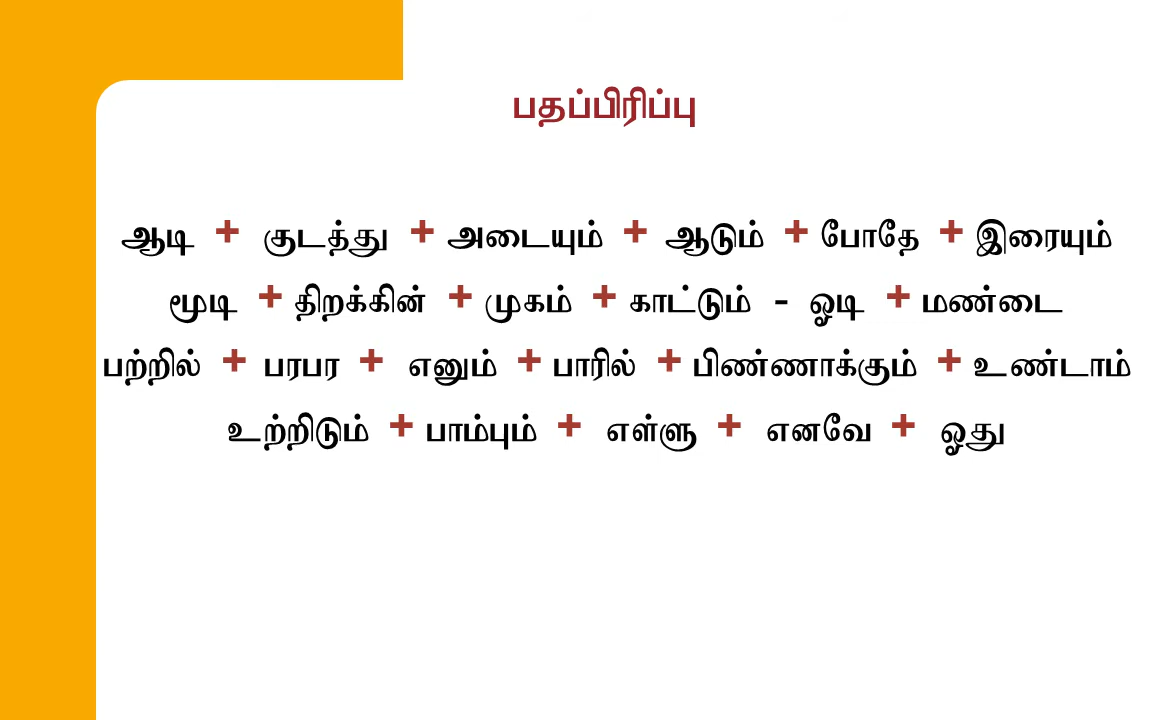 பதப்பிரிப்பு
ஆடி + குடத்து + அடையும் + ஆடும் + போதே + இரையும்
மூடி + திறக்கின் + முகம் + காட்டும் - ஓடி + மண்டை
பற்றில் + பரபர + எனும் + பாரில் + பிண்ணாக்கும் + உண்டாம்
உற்றிடும் + பாம்பும் + எள்ளு + எனவே + ஓது